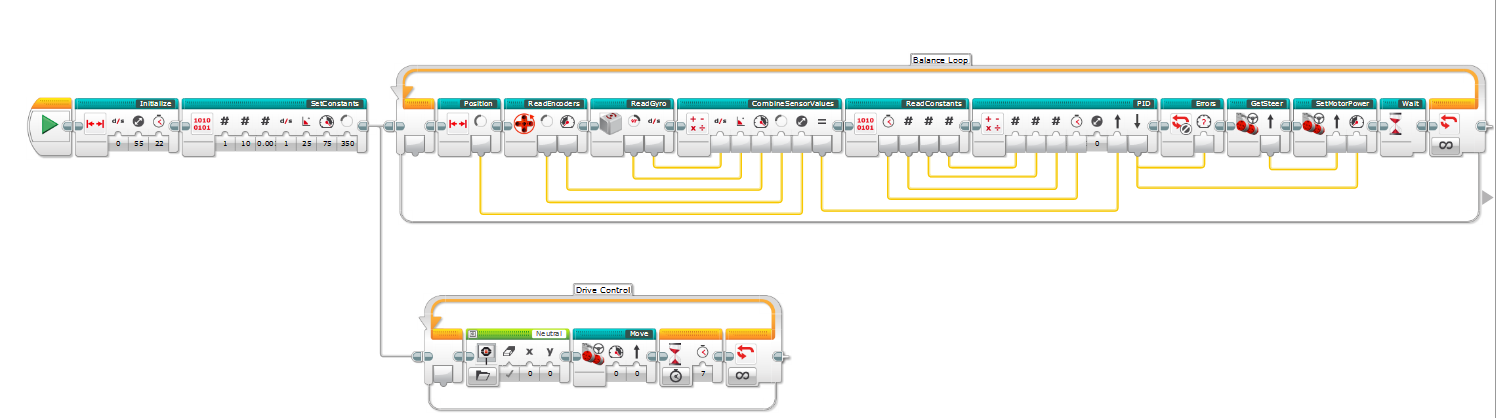 Balance Loop
Initialize SetConstants Position ReadEncoders ReadGyro CombineSensorValues ReadConstants PID Errors GetSteer SetMotorPower Wait
d/s 1010 0101 # # # d/s d/s + - x ÷ d/s = 1010 0101 # # # + - x ÷ # # # ?
0 55 22 1 10 0.00 1 25 75 350 0 ∞
Drive Control
Neutral Move
x y
0 0 0 0 7 ∞